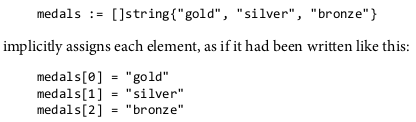 medals := []string{"gold", "silver", "bronze"}
implicitly assigns each element, as if it had been written like this:
medals[0] = "gold"
medals[1] = "silver"
medals[2] = "bronze"